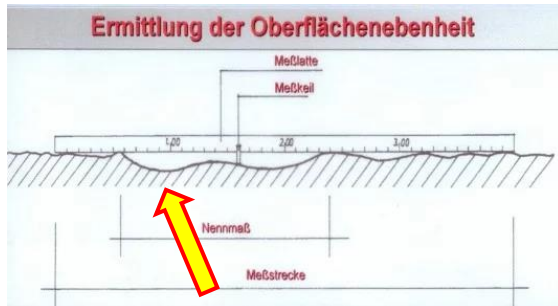 Ermittlung der Oberflächenebenheit
Meßlatte
Meßkeil
1,00 2,00 3,00
Nennmaß
Meßstrecke